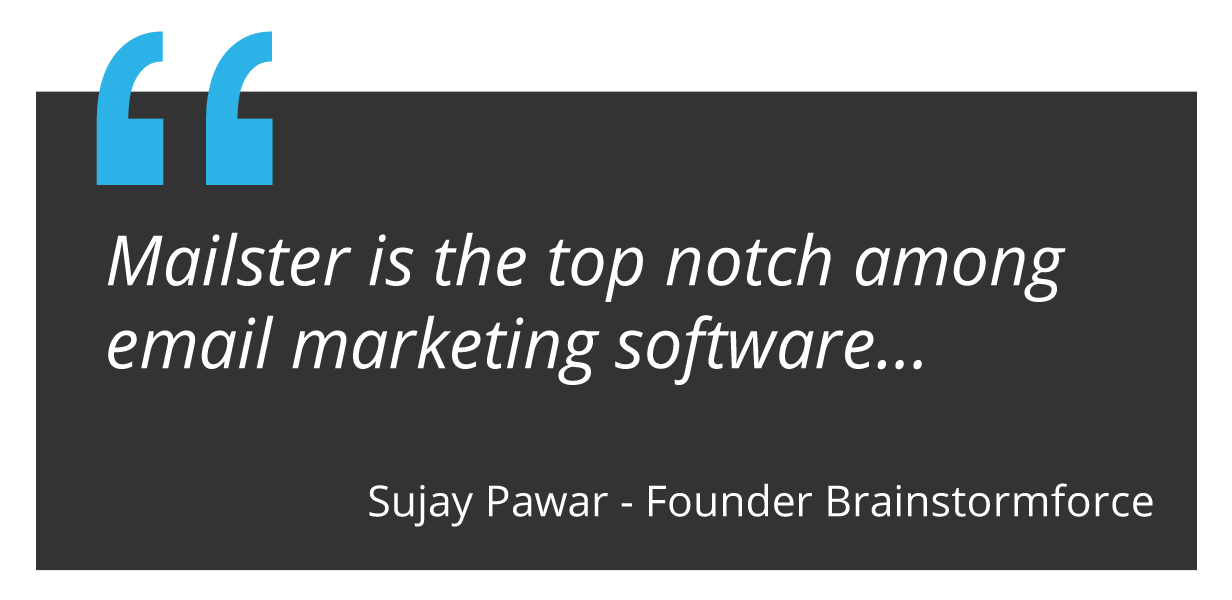 “
Mailster is the top notch among
email marketing software...
Sujay Pawar - Founder Brainstormforce